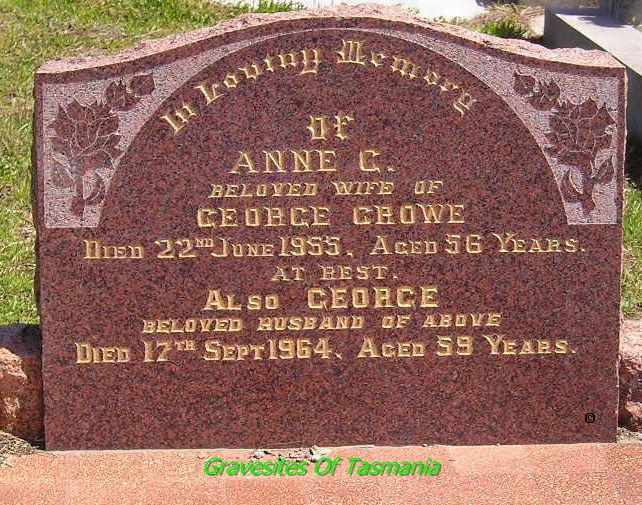 In Loving Memory
of
ANNE C.
BELOVED WIFE OF
GEORGE CROWE
DIED 22ND JUNE 1955, AGED 56 YEARS.
AT REST.
ALSO GEORGE
BELOVED HUSBAND OF ABOVE
DIED 17TH SEPT 1964, AGED 59 YEARS.
Gravesites Of Tasmania